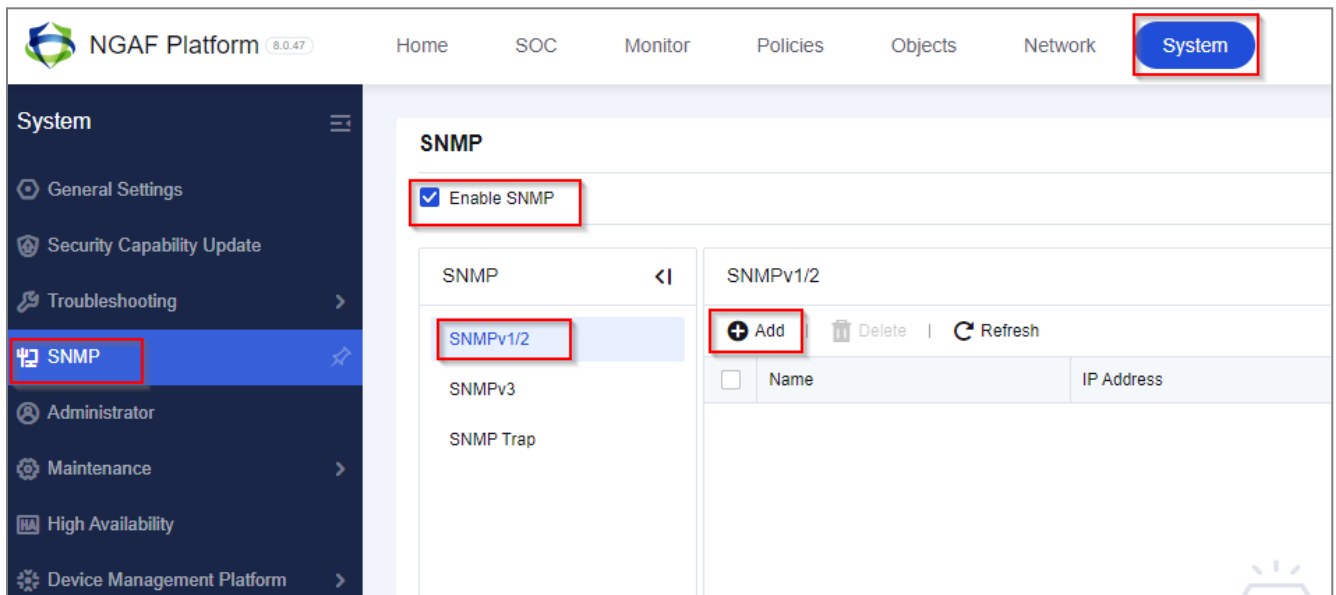 NGAF Platform 8.0.47 Home SOC Monitor Policies Objects Network System
System
General Settings
Security Capability Update
Troubleshooting
SNMP
Administrator
Maintenance
HA High Availability
Device Management Platform
SNMP
Enable SNMP
SNMP
SNMPv1/2
SNMPv3
SNMP Trap
SNMPv1/2
Add Delete Refresh
Name IP Address